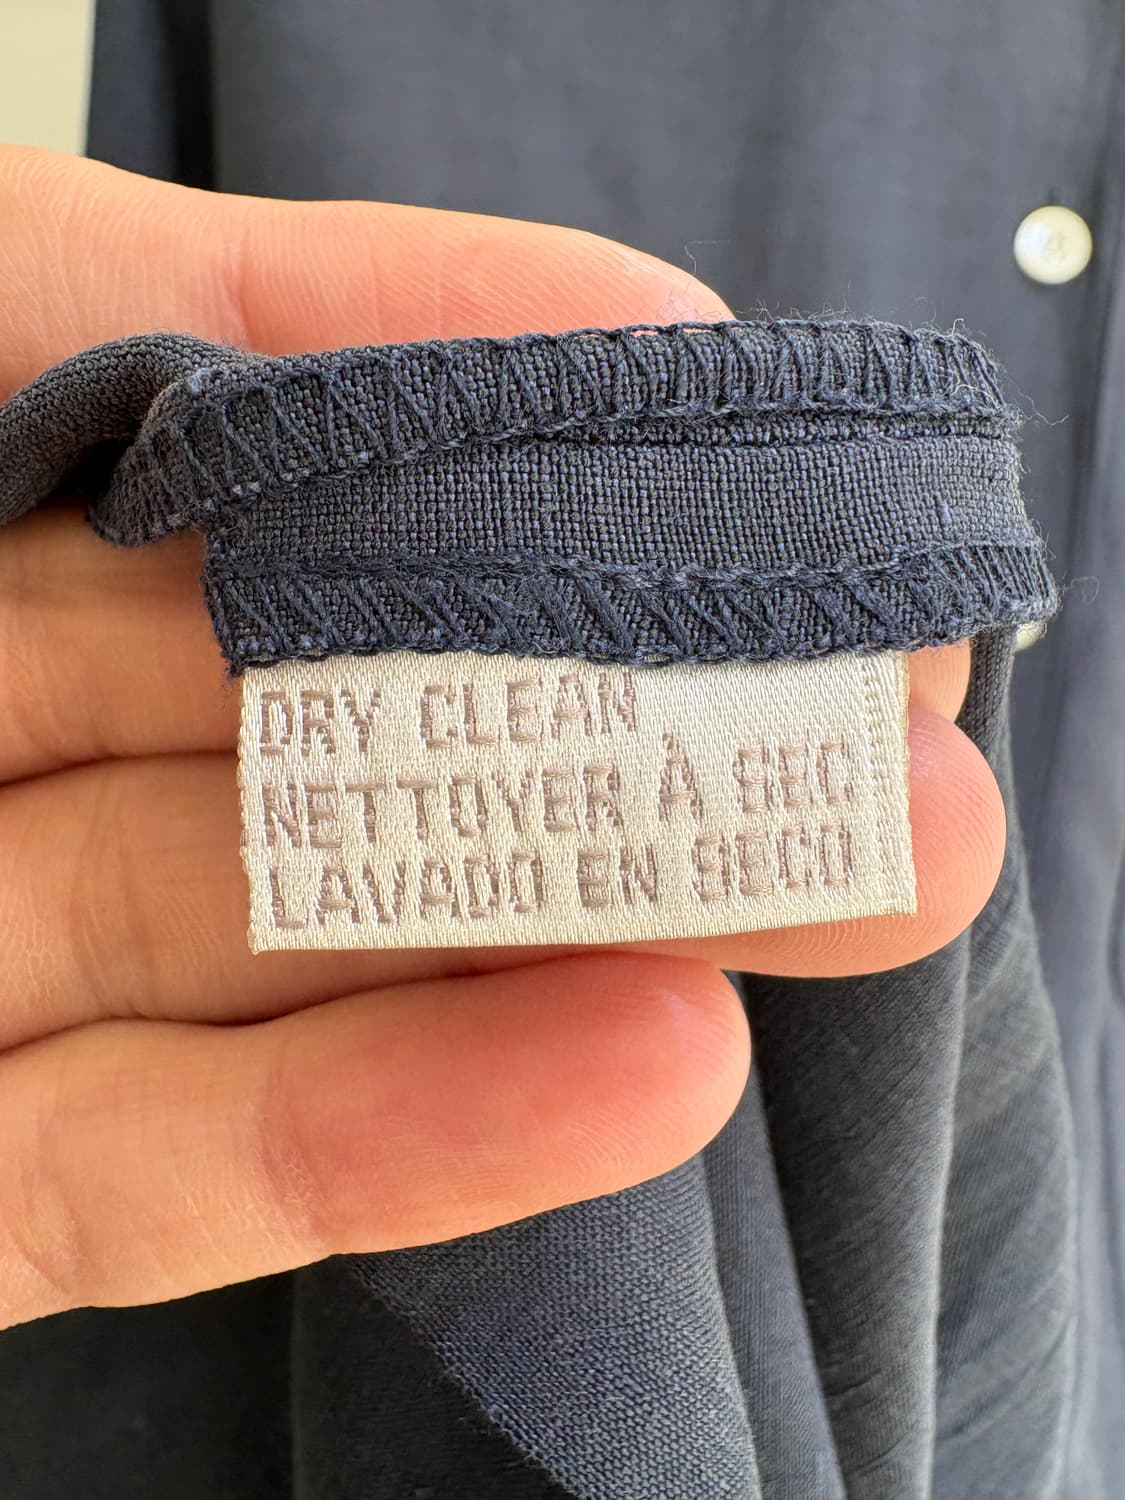 DRY CLEAN
NETTOYER À SEC
LAVADO EN SECO